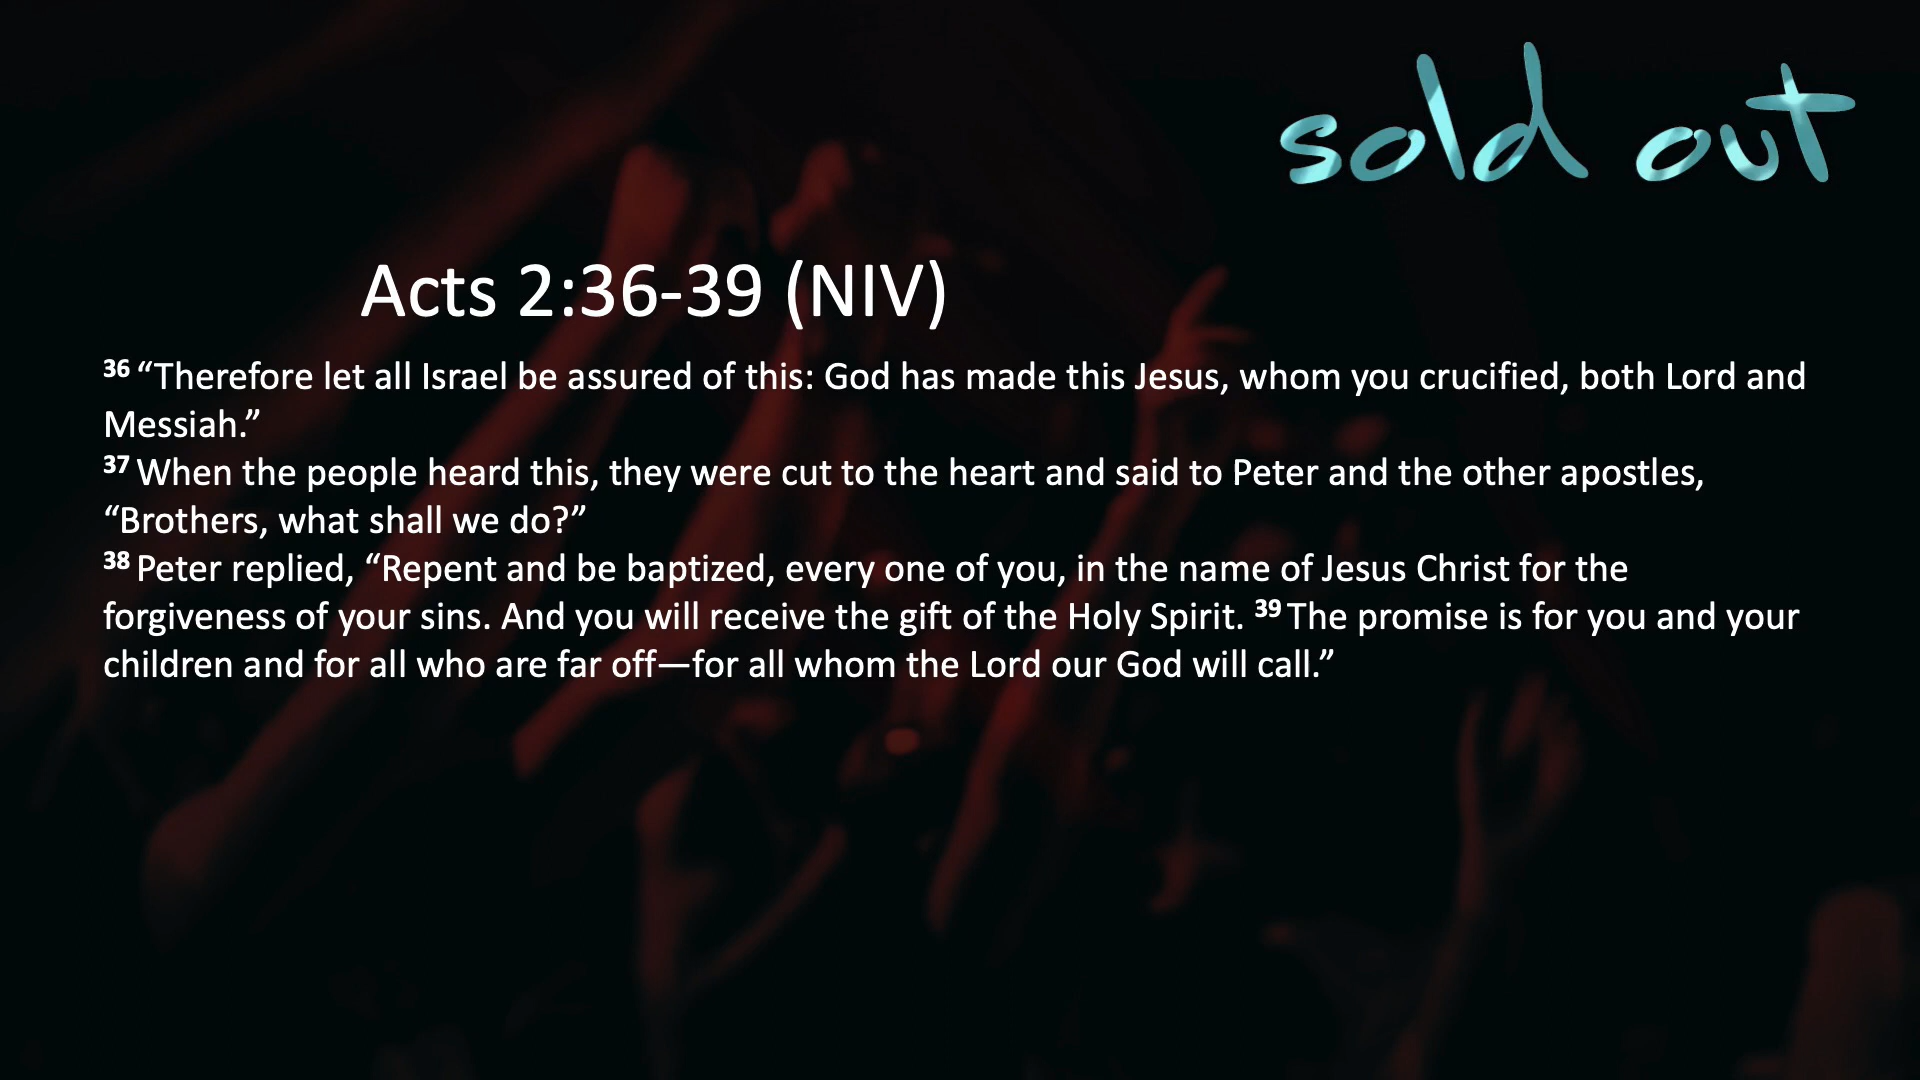 sold out
Acts 2:36-39 (NIV)
36 “Therefore let all Israel be assured of this: God has made this Jesus, whom you crucified, both Lord and
Messiah.”
37 When the people heard this, they were cut to the heart and said to Peter and the other apostles,
“Brothers, what shall we do?”
38 Peter replied, “Repent and be baptized, every one of you, in the name of Jesus Christ for the
forgiveness of your sins. And you will receive the gift of the Holy Spirit. 39 The promise is for you and your
children and for all who are far off—for all whom the Lord our God will call.”